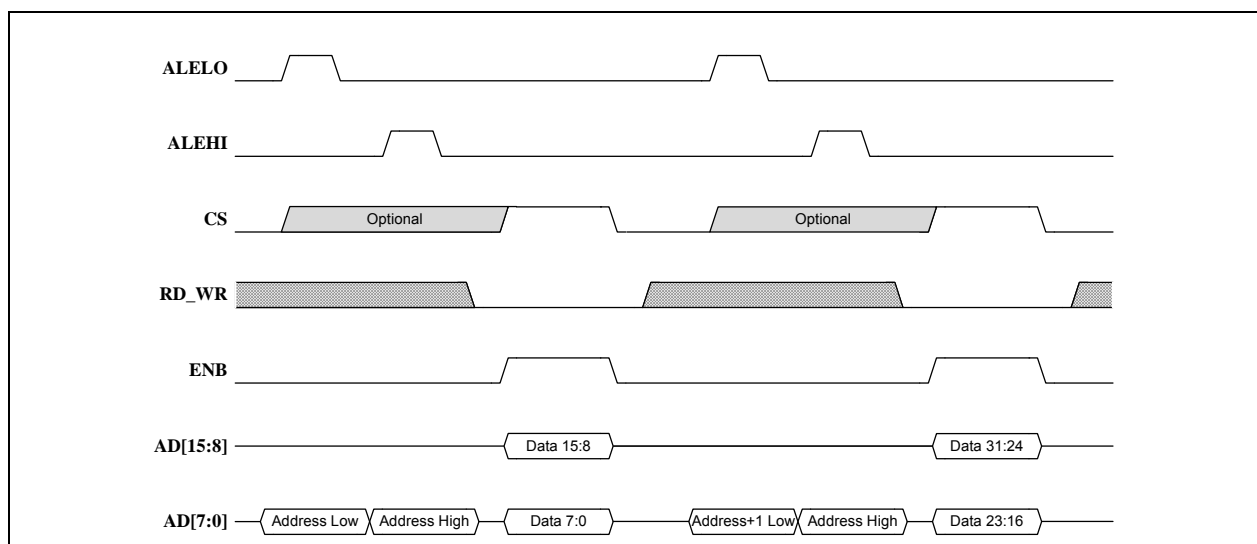 ALELO
ALEHI
CS Optional Optional
RD_WR
ENB
AD[15:8] Data 15:8 Data 31:24
AD[7:0] Address Low Address High Data 7:0 Address+1 Low Address High Data 23:16